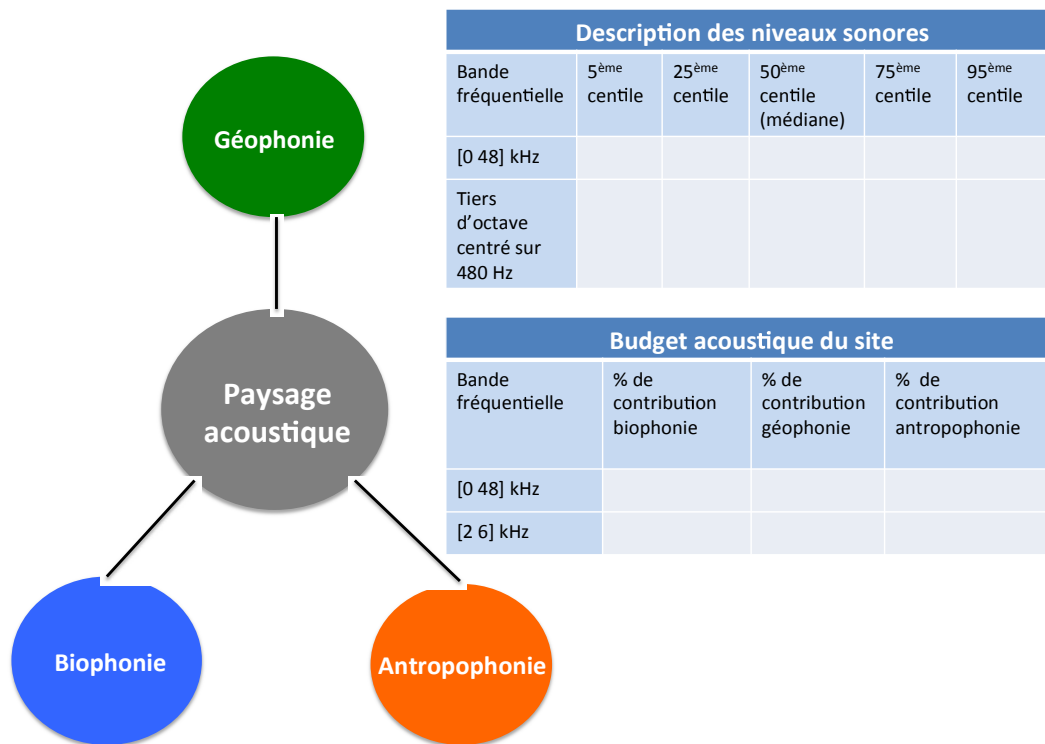 Géophonie
Paysage
acoustique
Biophonie
Antropophonie
Description des niveaux sonores
Bande
fréquentielle
5ème
centile
25ème
centile
50ème
centile
(médiane)
75ème
centile
95ème
centile
[0 48] kHz
Tiers
d’octave
centré sur
480 Hz
Budget acoustique du site
Bande
fréquentielle
% de
contribution
biophonie
% de
contribution
géophonie
% de
contribution
antropophonie
[0 48] kHz
[2 6] kHz